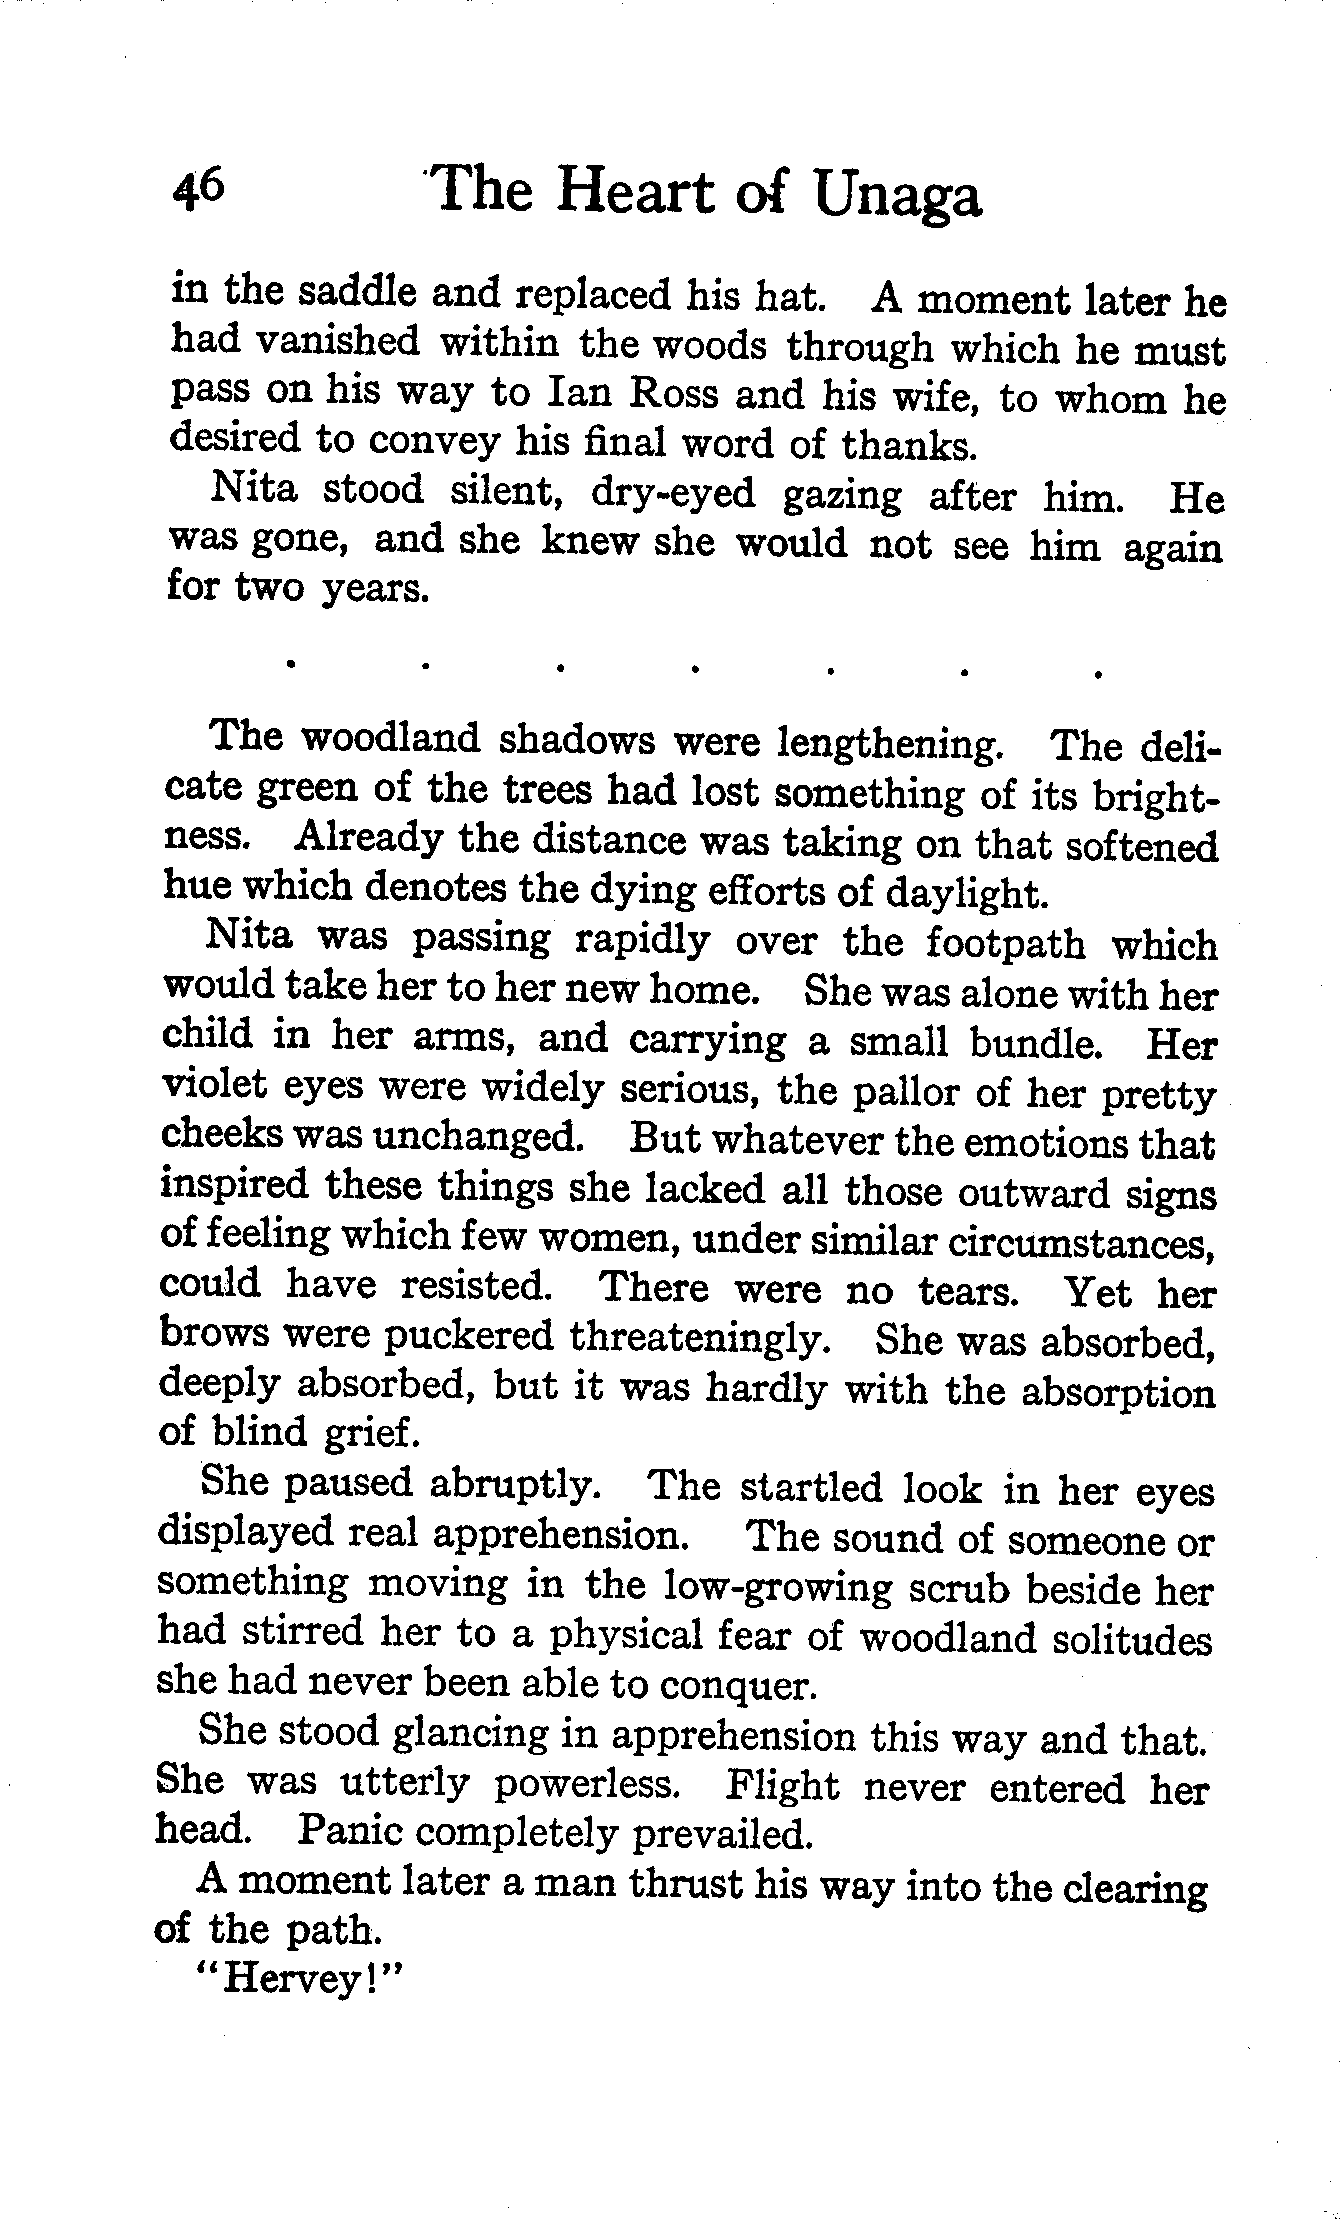 46 The Heart of Unaga
in the saddle and replaced his hat. A moment later he
had vanished within the woods through which he must
pass on his way to Ian Ross and his wife, to whom he
desired to convey his final word of thanks.
Nita stood silent, dry-eyed gazing after him. He
was gone, and she knew she would not see him again
for two years.
. . . . . . .
The woodland shadows were lengthening. The deli-
cate green of the trees had lost something of its bright-
ness. Already the distance was taking on that softened
hue which denotes the dying efforts of daylight.
Nita was passing rapidly over the footpath which
would take her to her new home. She was alone with her
child in her arms, and carrying a small bundle. Her
violet eyes were widely serious, the pallor of her pretty
cheeks was unchanged. But whatever the emotions that
inspired these things she lacked all those outward signs
of feeling which few women, under similar circumstances,
could have resisted. There were no tears. Yet her
brows were puckered threateningly. She was absorbed,
deeply absorbed, but it was hardly with the absorption
of blind grief.
She paused abruptly. The startled look in her eyes
displayed real apprehension. The sound of someone or
something moving in the low-growing scrub beside her
had stirred her to a physical fear of woodland solitudes
she had never been able to conquer.
She stood glancing in apprehension this way and that.
She was utterly powerless. Flight never entered her
head. Panic completely prevailed.
A moment later a man thrust his way into the clearing
of the path.
"Hervey!"